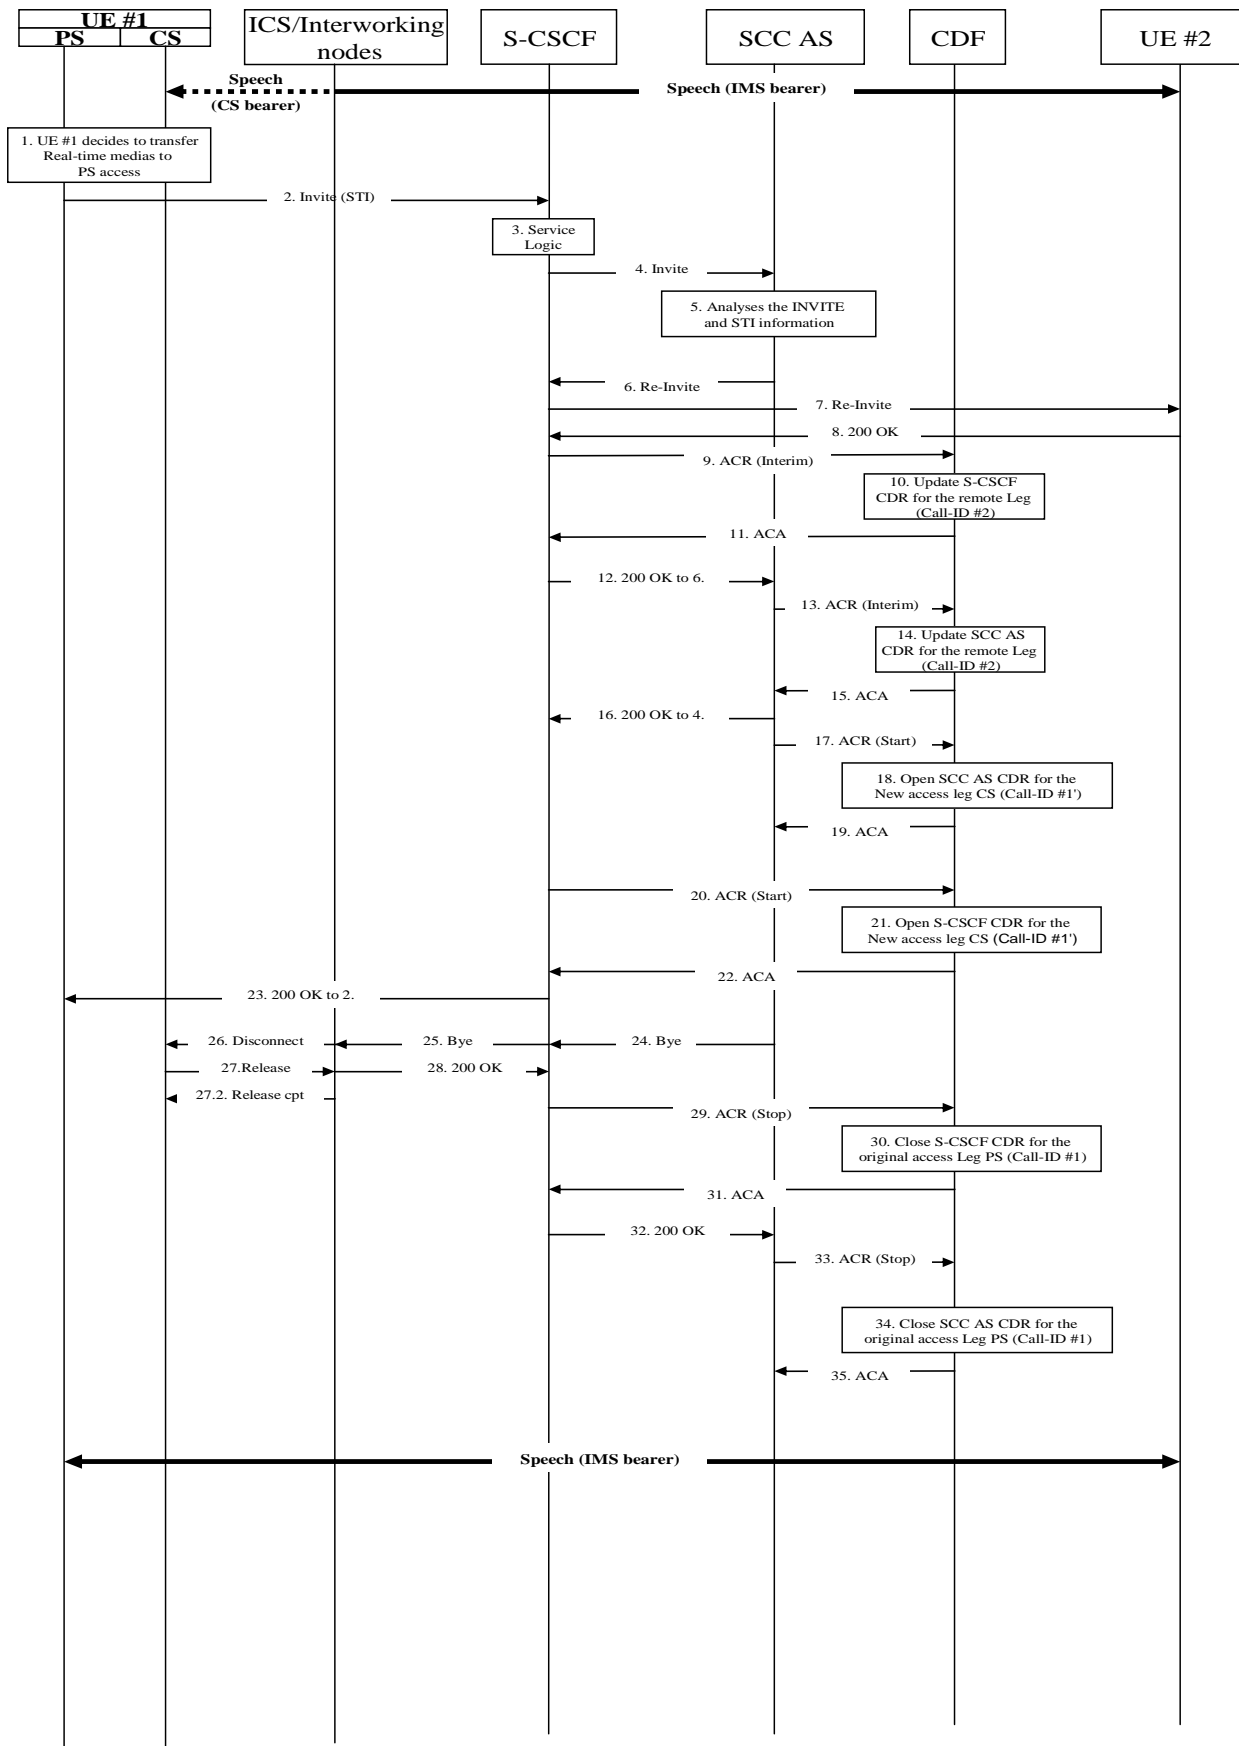 UE #1
PS CS
ICS/Interworking
nodes
S-CSCF
SCC AS
CDF
UE #2
Speech
(CS bearer)
Speech (IMS bearer)
1. UE #1 decides to transfer
Real-time medias to
PS access
2. Invite (STI)
3. Service
Logic
4. Invite
5. Analyses the INVITE
and STI information
6. Re-Invite
7. Re-Invite
8. 200 OK
9. ACR (Interim)
10. Update S-CSCF
CDR for the remote Leg
(Call-ID #2)
11. ACA
12. 200 OK to 6.
13. ACR (Interim)
14. Update SCC AS
CDR for the remote Leg
(Call-ID #2)
15. ACA
16. 200 OK to 4.
17. ACR (Start)
18. Open SCC AS CDR for the
New access leg CS (Call-ID #1')
19. ACA
20. ACR (Start)
21. Open S-CSCF CDR for the
New access leg CS (Call-ID #1')
22. ACA
23. 200 OK to 2.
24. Bye
25. Bye
26. Disconnect
27.Release
28. 200 OK
27.2. Release cpt
29. ACR (Stop)
30. Close S-CSCF CDR for the
original access Leg PS (Call-ID #1)
31. ACA
32. 200 OK
33. ACR (Stop)
34. Close SCC AS CDR for the
original access Leg PS (Call-ID #1)
35. ACA
Speech (IMS bearer)